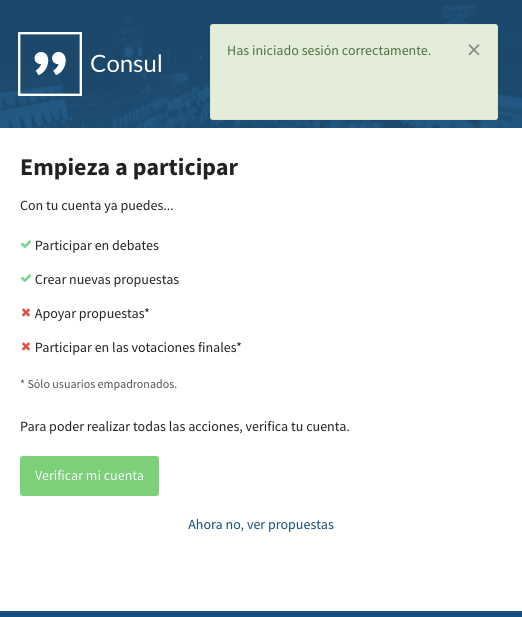 Consul
Has iniciado sesión correctamente.
Empieza a participar
Con tu cuenta ya puedes...
Participar en debates
Crear nuevas propuestas
Apoyar propuestas*
Participar en las votaciones finales*
* Sólo usuarios empadronados.
Para poder realizar todas las acciones, verifica tu cuenta.
Verificar mi cuenta
Ahora no, ver propuestas